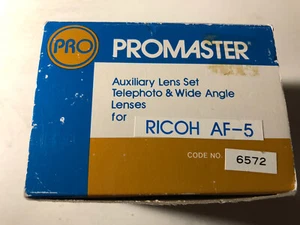 PRO PROMASTER®
Auxiliary Lens Set
Telephoto & Wide Angle
Lenses
for RICOH AF-5
CODE NO. 6572